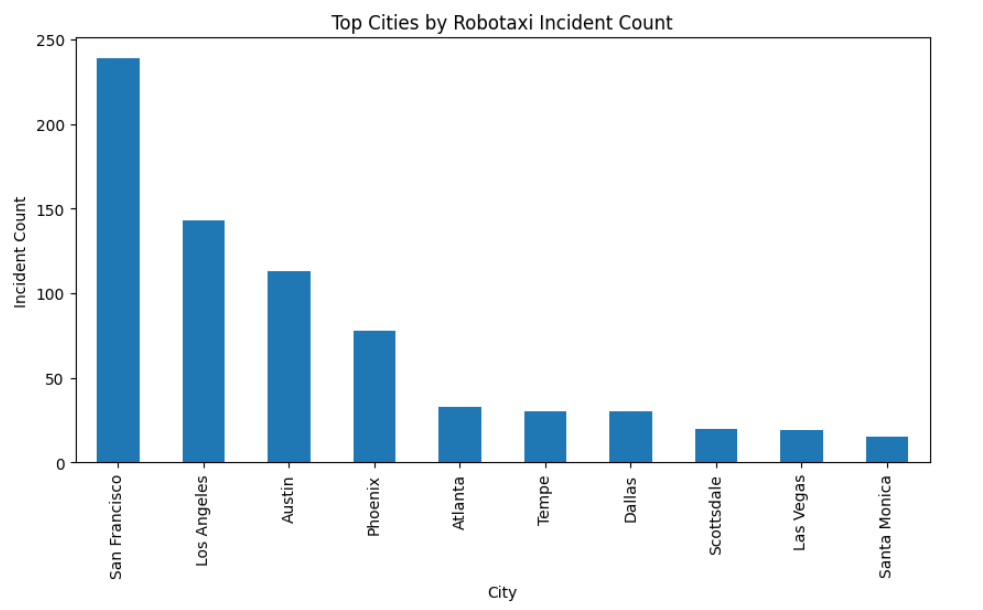 Top Cities by Robotaxi Incident Count
250
200
150
100
50
0
Incident Count
San Francisco
Los Angeles
Austin
Phoenix
Atlanta
Tempe
Dallas
Scottsdale
Las Vegas
Santa Monica
City